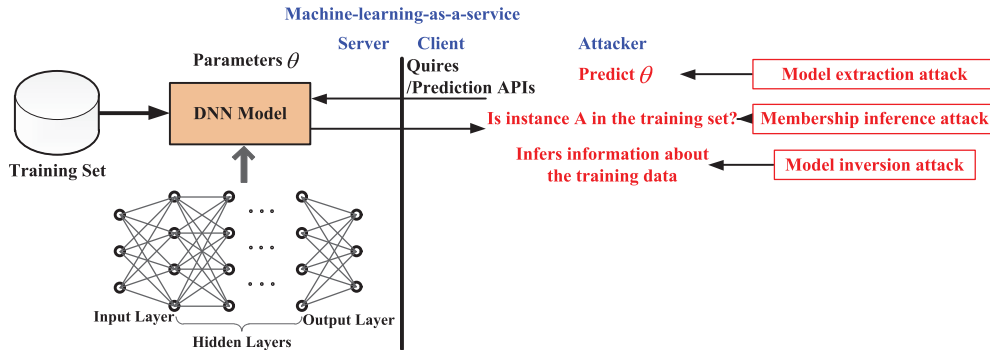 Machine-learning-as-a-service
Server
Client
Attacker
Parameters θ
Quires
/Prediction APIs
Predict θ
Model extraction attack
DNN Model
Is instance A in the training set?
Membership inference attack
Training Set
Infers information about
the training data
Model inversion attack
. . .
. . .
. . .
. . .
Input Layer
Output Layer
Hidden Layers